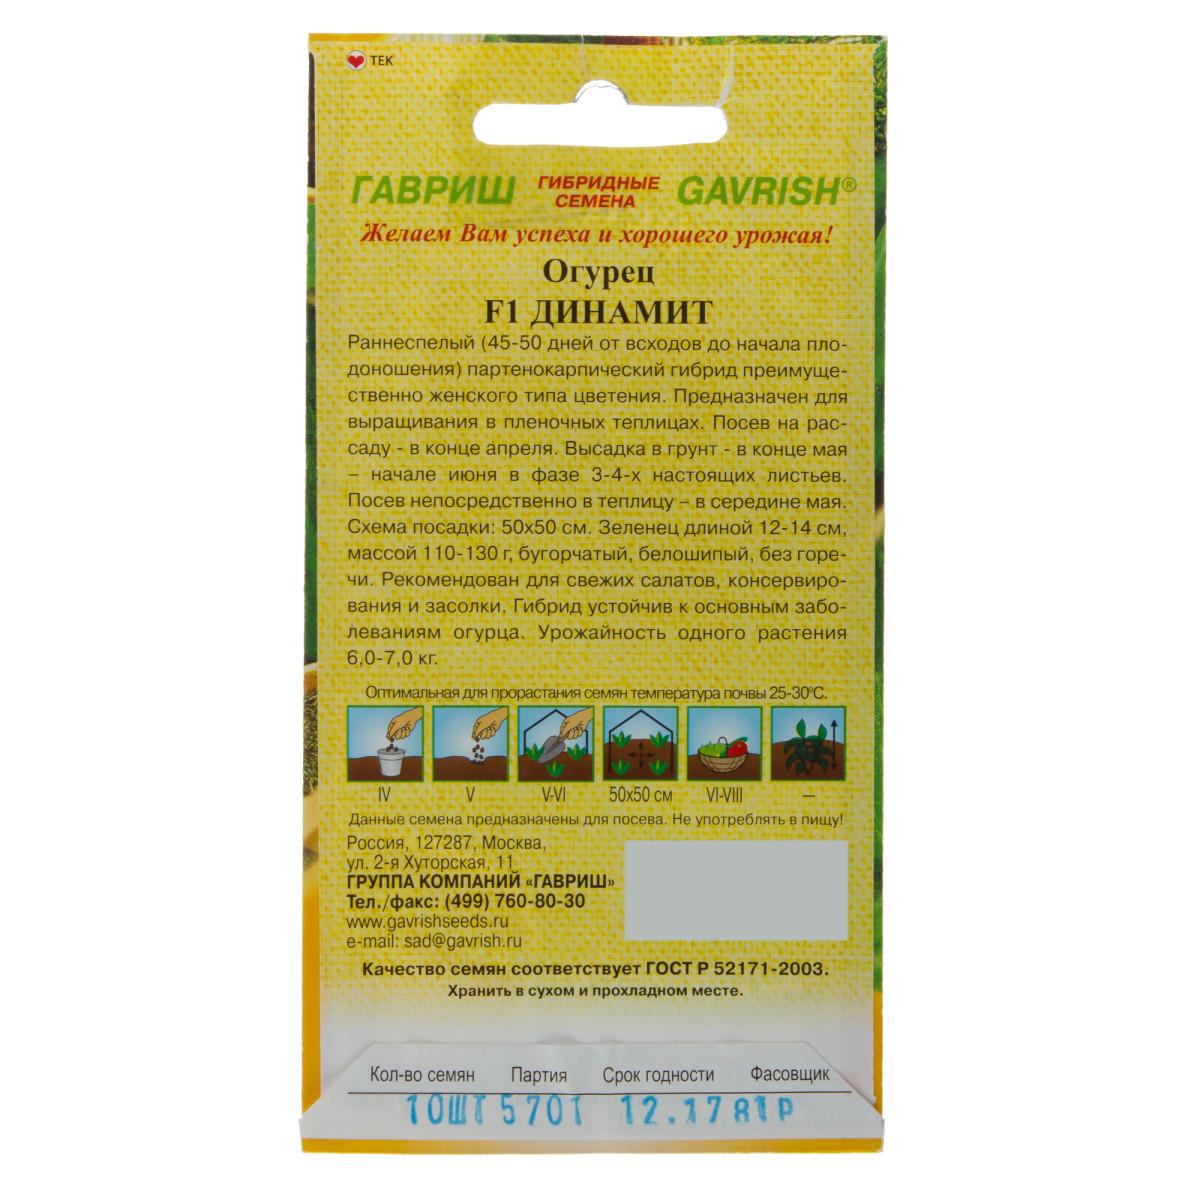 ТЕК
ГАВРИШ ГИБРИДНЫЕ СЕМЕНА GAVRISH®
Желаем Вам успеха и хорошего урожая!
Огурец
F1 ДИНАМИТ
Раннеспелый (45-50 дней от всходов до начала пло-
доношения) партенокарпический гибрид преимуще-
ственно женского типа цветения. Предназначен для
выращивания в пленочных теплицах. Посев на рас-
саду - в конце апреля. Высадка в грунт - в конце мая
– начале июня в фазе 3-4-х настоящих листьев.
Посев непосредственно в теплицу – в середине мая.
Схема посадки: 50х50 см. Зеленец длиной 12-14 см,
массой 110-130 г, бугорчатый, белошипый, без горе-
чи. Рекомендован для свежих салатов, консервиро-
вания и засолки. Гибрид устойчив к основным забо-
леваниям огурца. Урожайность одного растения
6,0-7,0 кг.
Оптимальная для прорастания семян температура почвы 25-30°С.
IV V V-VI 50х50 см VI-VIII –
Данные семена предназначены для посева. Не употреблять в пищу!
Россия, 127287, Москва,
ул. 2-я Хуторская, 11
ГРУППА КОМПАНИЙ «ГАВРИШ»
Тел./факс: (499) 760-80-30
www.gavrishseeds.ru
e-mail: sad@gavrish.ru
Качество семян соответствует ГОСТ Р 52171-2003.
Хранить в сухом и прохладном месте.
Кол-во семян Партия Срок годности Фасовщик
10ШТ 5701 12.17 81Р